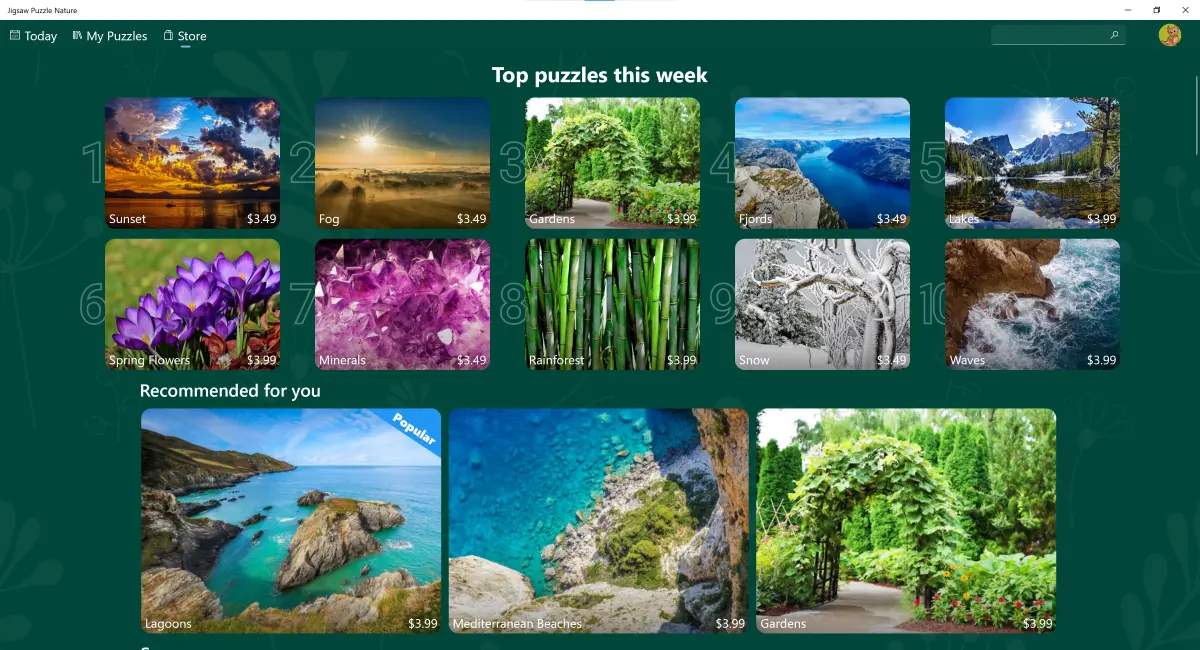 Jigsaw Puzzle Nature
Today My Puzzles Store
Top puzzles this week
1 2 3 4 5
Sunset $3.49 Fog $3.49 Gardens $3.99 Fjords $3.49 Lakes $3.99
6 7 8 9 10
Spring Flowers $3.99 Minerals $3.49 Rainforest $3.99 Snow $3.49 Waves $3.99
Recommended for you
Popular
Lagoons $3.99 Mediterranean Beaches $3.99 Gardens $3.99